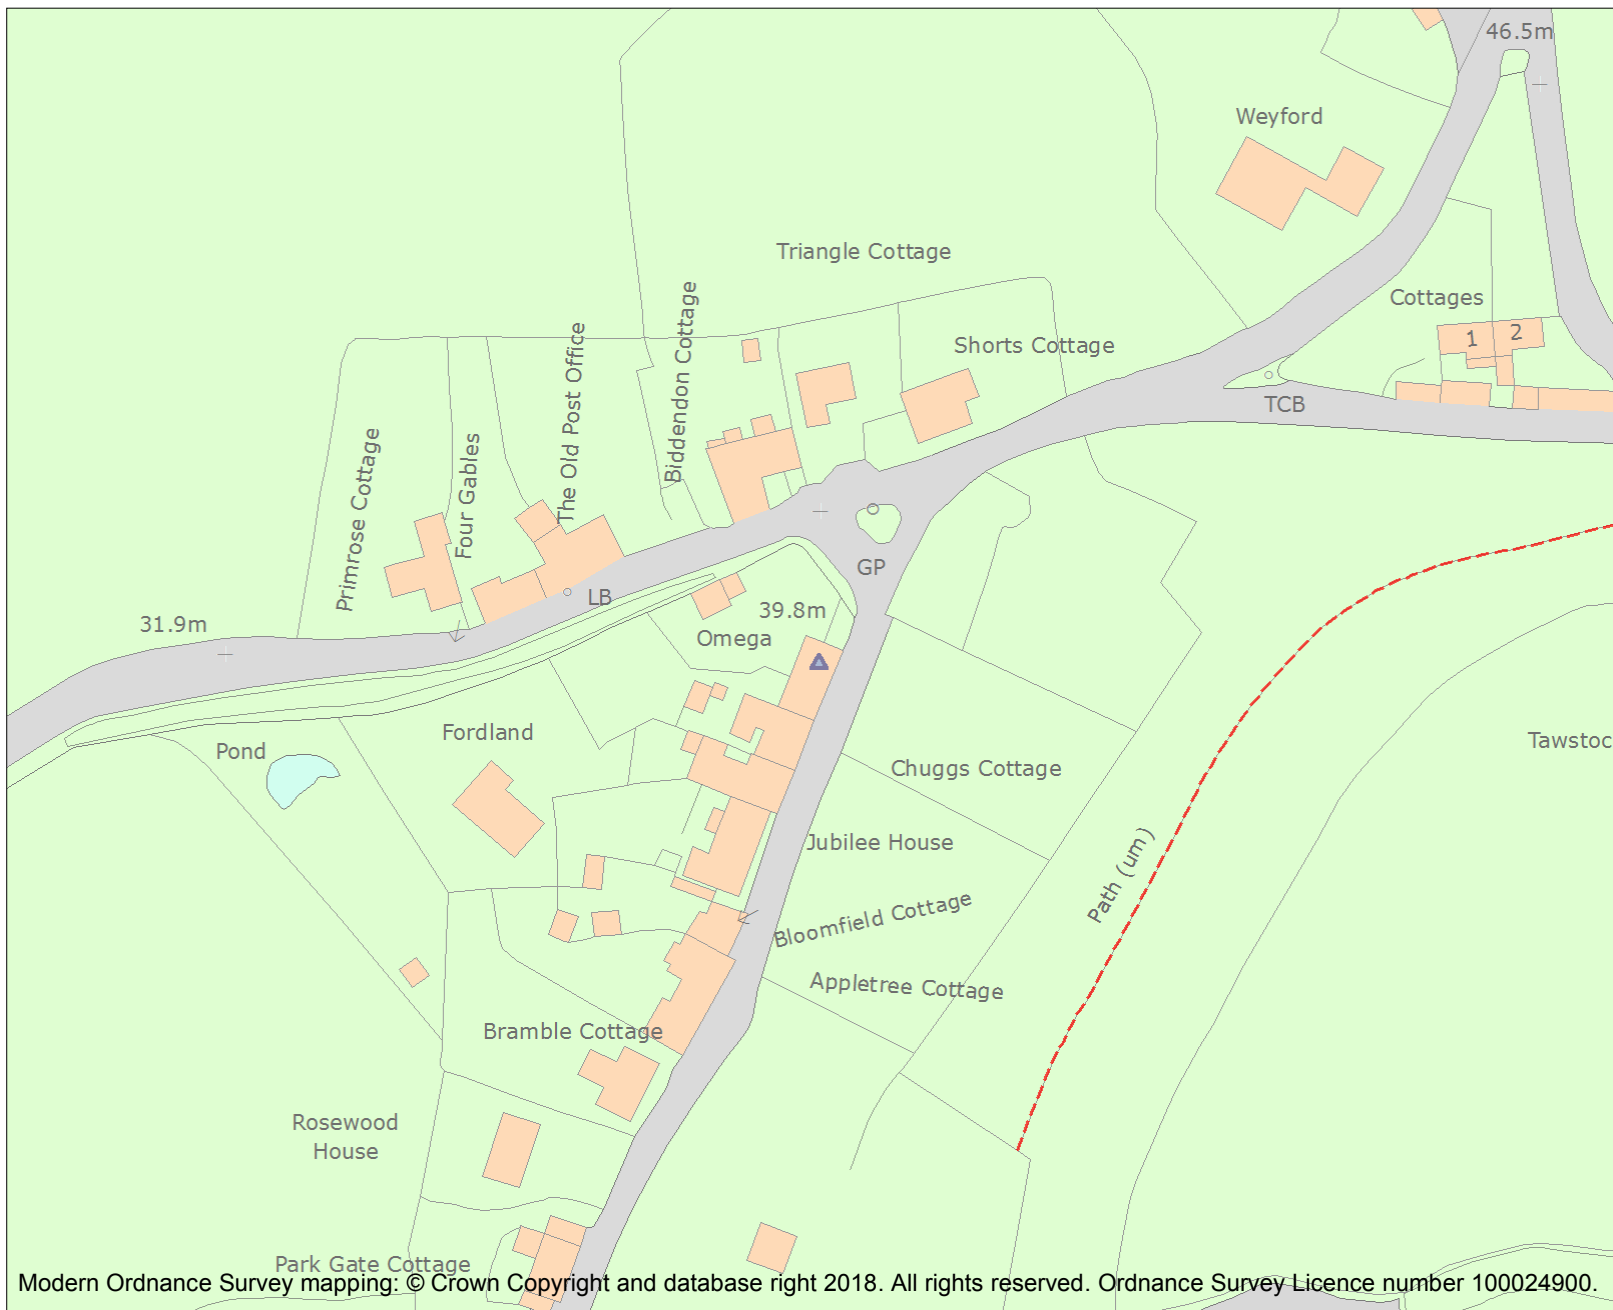 46.5m
Weyford
Triangle Cottage
Cottages
1
2
Shorts Cottage
Biddendon Cottage
The Old Post Office
TCB
Four Gables
Primrose Cottage
GP
LB
39.8m
31.9m
Omega
Fordland
Pond
Tawstoc
Chuggs Cottage
Jubilee House
Path (um)
Bloomfield Cottage
Appletree Cottage
Bramble Cottage
Rosewood
House
Park Gate Cottage
Modern Ordnance Survey mapping: © Crown Copyright and database right 2018. All rights reserved. Ordnance Survey Licence number 100024900.